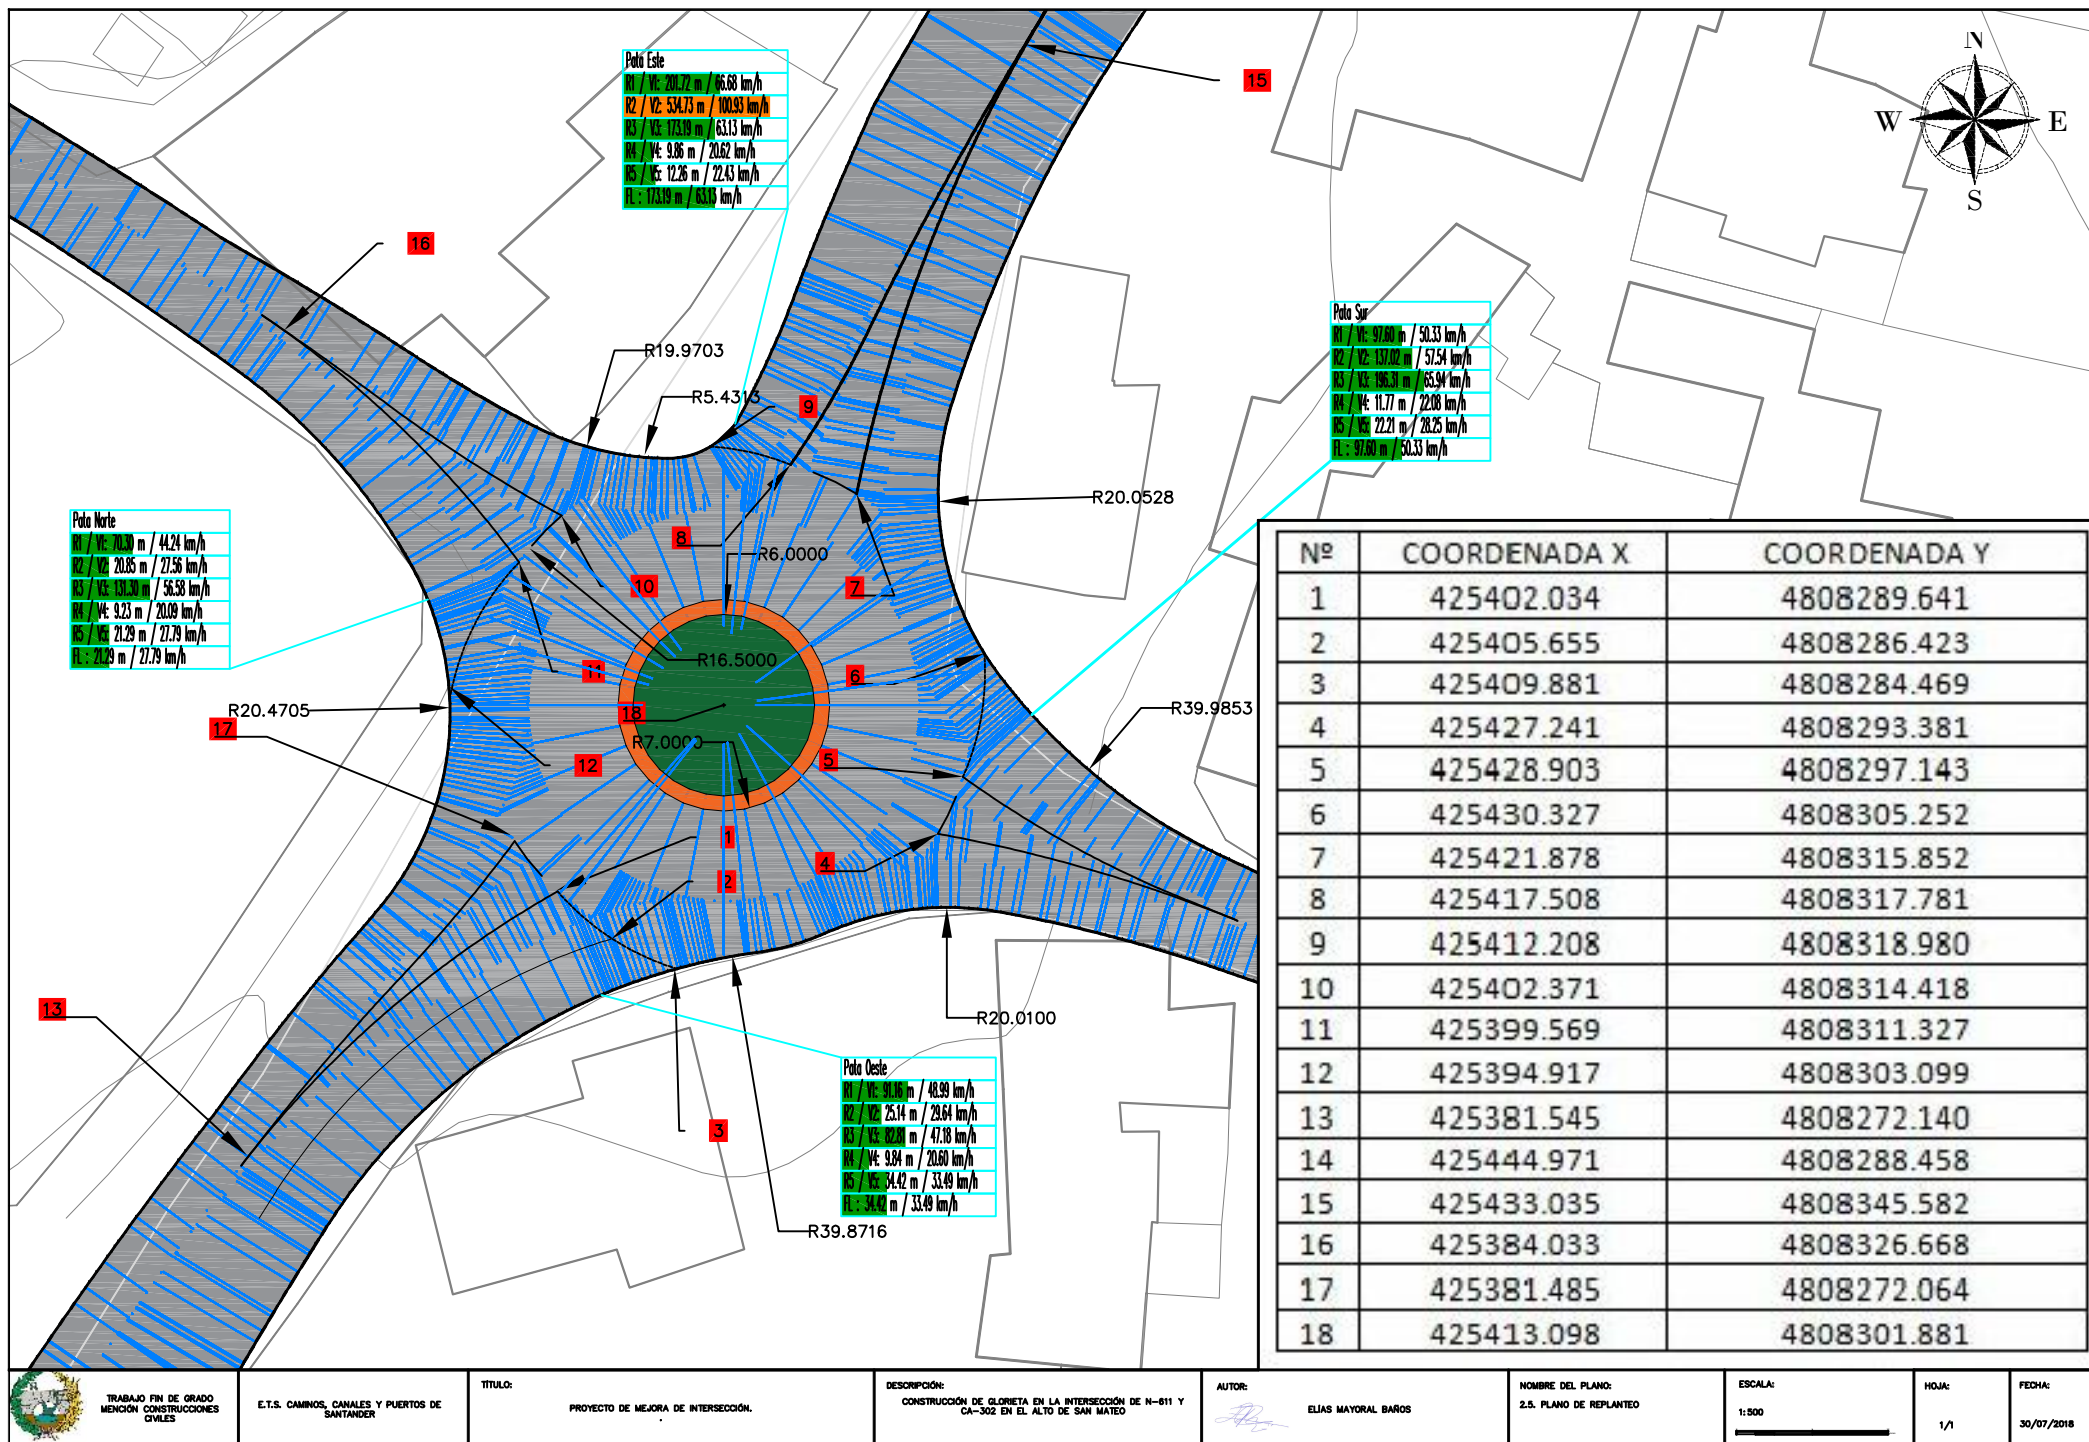 Pata Este
R1 / V1: 201.72 m / 66.68 km/h
R2 / V2: 534.73 m / 100.93 km/h
R3 / V3: 173.19 m / 63.13 km/h
R4 / V4: 9.86 m / 20.62 km/h
R5 / V5: 12.26 m / 22.43 km/h
FL : 173.19 m / 63.13 km/h
15
N
W
E
S
16
Pata Sur
R1 / V1: 97.60 m / 50.33 km/h
R2 / V2: 137.02 m / 57.54 km/h
R3 / V3: 196.31 m / 65.94 km/h
R4 / V4: 11.77 m / 22.08 km/h
R5 / V5: 22.21 m / 28.25 km/h
FL : 97.60 m / 50.33 km/h
R19.9703
R5.4313
9
R20.0528
Pata Norte
R1 / V1: 70.30 m / 44.24 km/h
R2 / V2: 20.85 m / 27.56 km/h
R3 / V3: 131.30 m / 56.58 km/h
R4 / V4: 9.23 m / 20.09 km/h
R5 / V5: 21.29 m / 27.79 km/h
FL : 21.29 m / 27.79 km/h
8
R6.0000
10
7
11
R16.5000
6
R20.4705
17
18
R7.0000
R39.9853
12
5
1
4
2
13
R20.0100
3
Pata Oeste
R1 / V1: 91.16 m / 48.99 km/h
R2 / V2: 25.14 m / 29.64 km/h
R3 / V3: 82.81 m / 47.18 km/h
R4 / V4: 9.84 m / 20.60 km/h
R5 / V5: 34.42 m / 33.49 km/h
FL : 34.42 m / 33.49 km/h
R39.8716
Nº COORDENADA X COORDENADA Y
1 425402.034 4808289.641
2 425405.655 4808286.423
3 425409.881 4808284.469
4 425427.241 4808293.381
5 425428.903 4808297.143
6 425430.327 4808305.252
7 425421.878 4808315.852
8 425417.508 4808317.781
9 425412.208 4808318.980
10 425402.371 4808314.418
11 425399.569 4808311.327
12 425394.917 4808303.099
13 425381.545 4808272.140
14 425444.971 4808288.458
15 425433.035 4808345.582
16 425384.033 4808326.668
17 425381.485 4808272.064
18 425413.098 4808301.881
TRABAJO FIN DE GRADO
MENCIÓN CONSTRUCCIONES
CIVILES
E.T.S. CAMINOS, CANALES Y PUERTOS DE
SANTANDER
TÍTULO:
PROYECTO DE MEJORA DE INTERSECCIÓN.
DESCRIPCIÓN:
CONSTRUCCIÓN DE GLORIETA EN LA INTERSECCIÓN DE N-611 Y
CA-302 EN EL ALTO DE SAN MATEO
AUTOR:
ELÍAS MAYORAL BAÑOS
NOMBRE DEL PLANO:
2.5. PLANO DE REPLANTEO
ESCALA:
1:500
HOJA:
1/1
FECHA:
30/07/2018